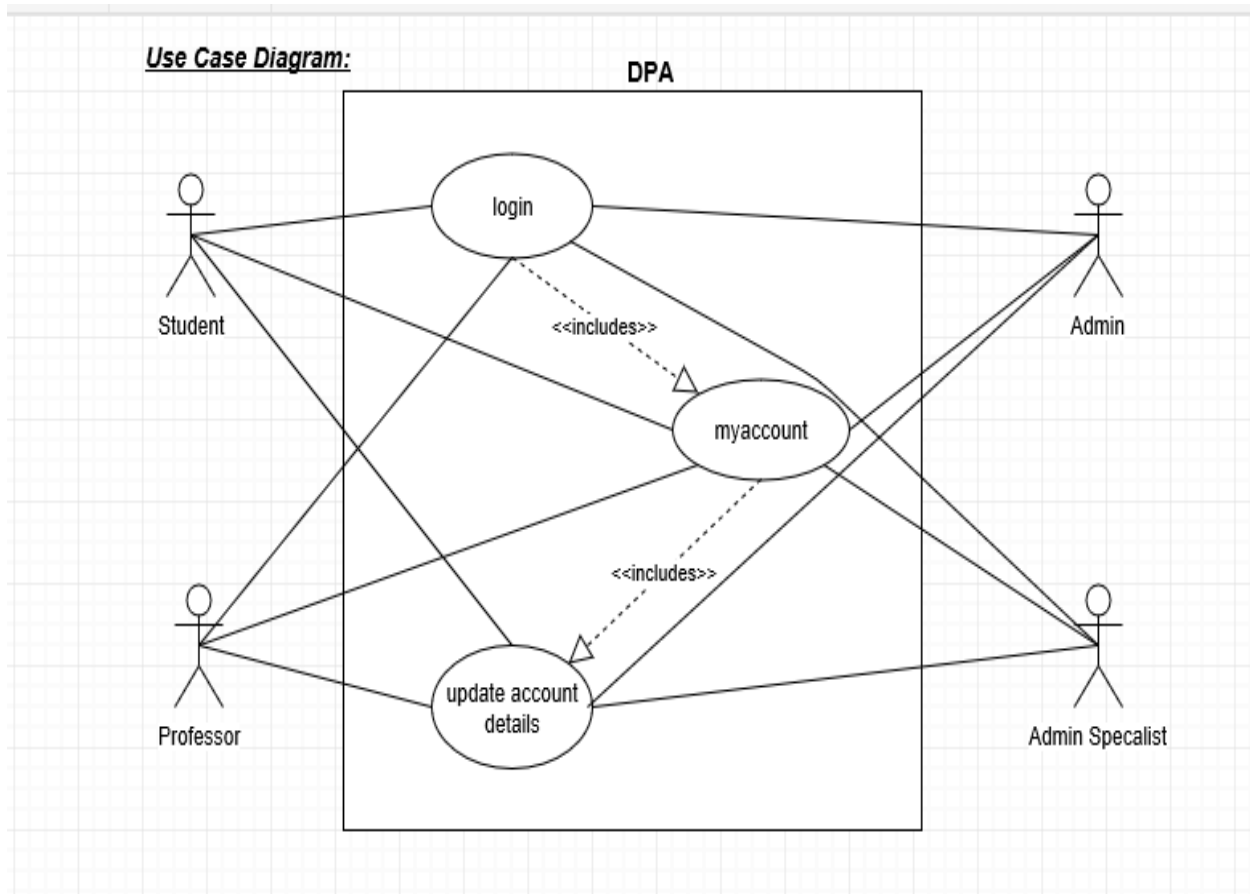 Use Case Diagram:
DPA
login
Student
Admin
<<includes>>
myaccount
<<includes>>
update account
details
Professor
Admin Specalist